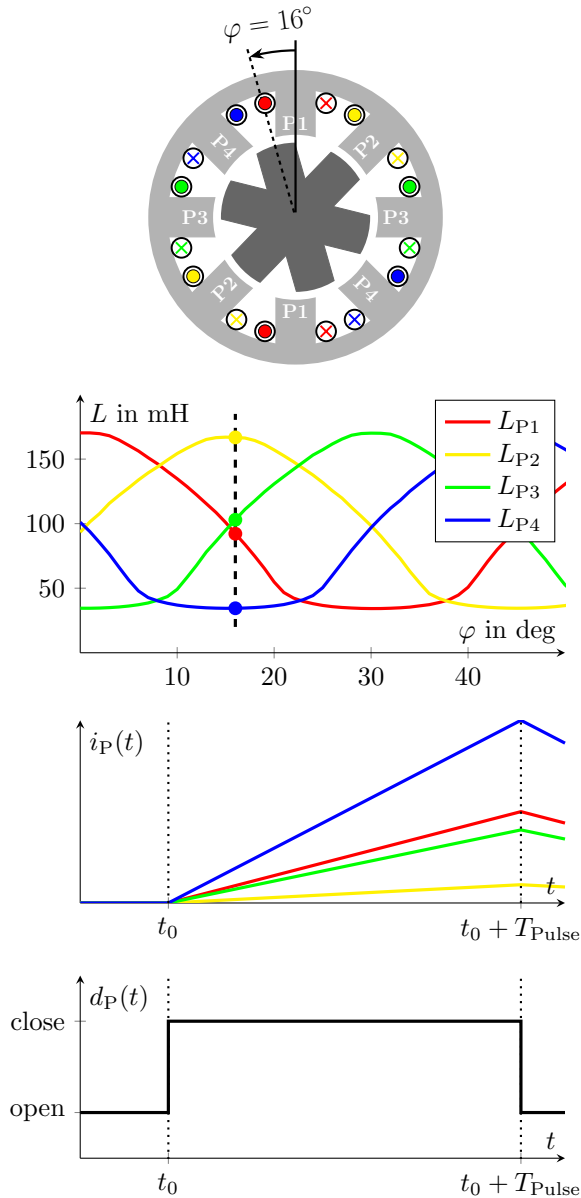 φ = 16°
P1
P4 P2
P3 P3
P2 P4
P1
L in mH
L_P1
L_P2
L_P3
L_P4
150
100
50
φ in deg
10 20 30 40
i_P(t)
t
t_0 t_0 + T_Pulse
d_P(t)
close
open
t
t_0 t_0 + T_Pulse